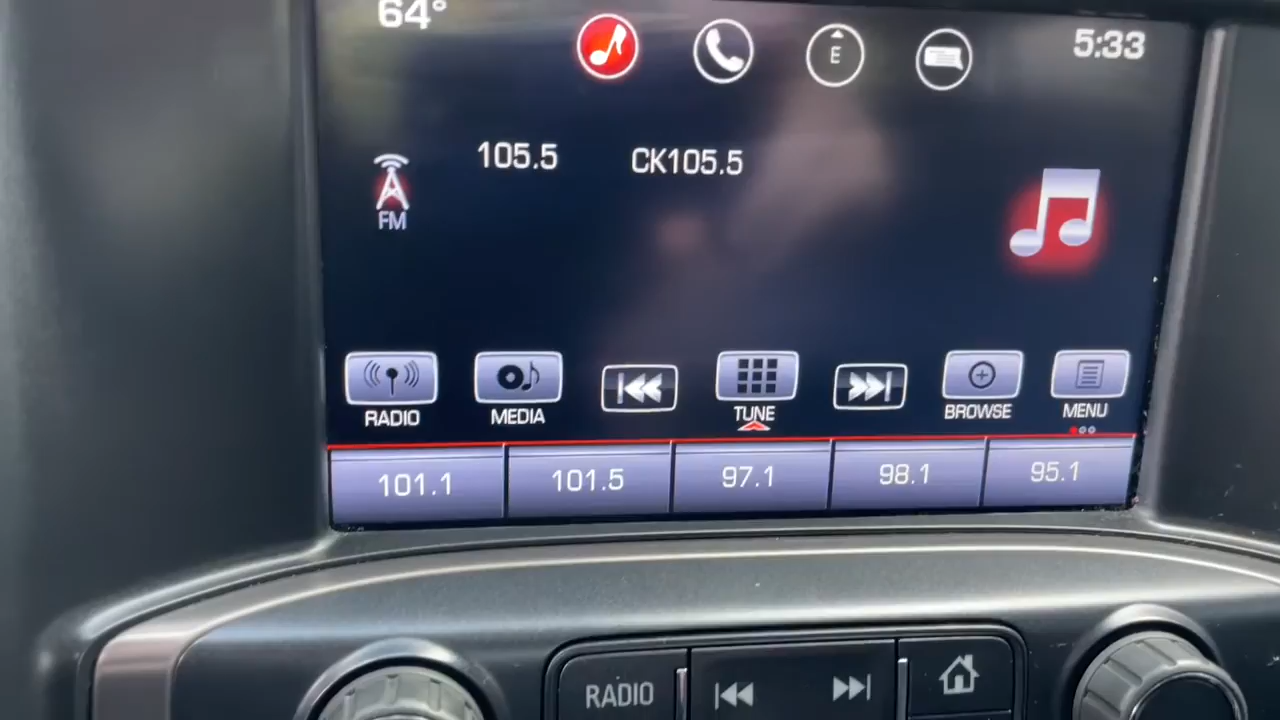 64°
E
5:33
105.5 CK105.5
FM
RADIO MEDIA TUNE BROWSE MENU
101.1 101.5 97.1 98.1 95.1
RADIO